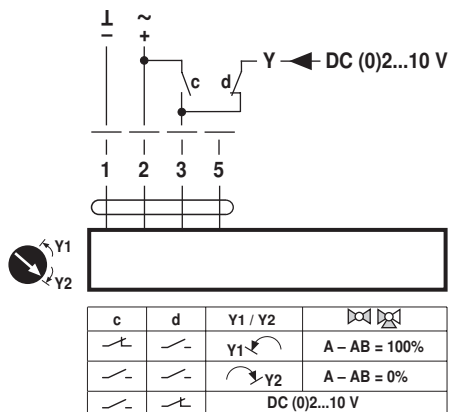 ⊥ ~
– +
c d Y DC (0)2...10 V
1 2 3 5
Y1
Y2
c d Y1 / Y2
Y1 A – AB = 100%
Y2 A – AB = 0%
DC (0)2...10 V